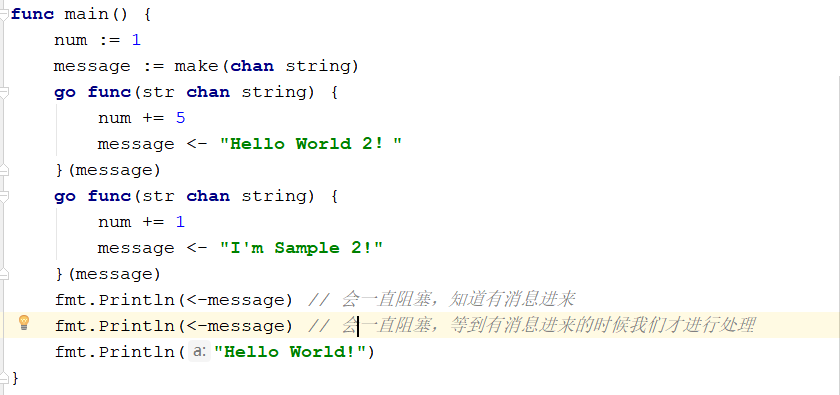 func main() {
    num := 1
    message := make(chan string)
    go func(str chan string) {
        num += 5
        message <- "Hello World 2! "
    }(message)
    go func(str chan string) {
        num += 1
        message <- "I'm Sample 2!"
    }(message)
    fmt.Println(<-message) // 会一直阻塞，知道有消息进来
    fmt.Println(<-message) // 会一直阻塞，等到有消息进来的时候我们才进行处理
    fmt.Println( a: "Hello World!")
}